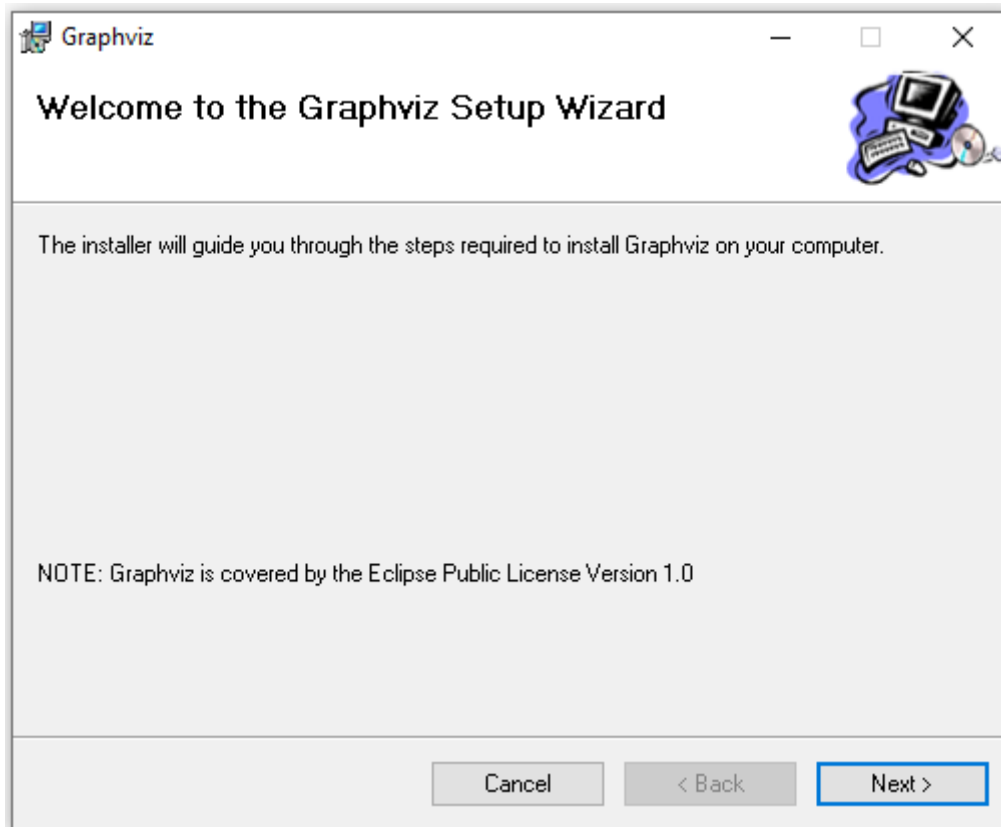 Graphviz
Welcome to the Graphviz Setup Wizard
The installer will guide you through the steps required to install Graphviz on your computer.
NOTE: Graphviz is covered by the Eclipse Public License Version 1.0
Cancel
< Back
Next >